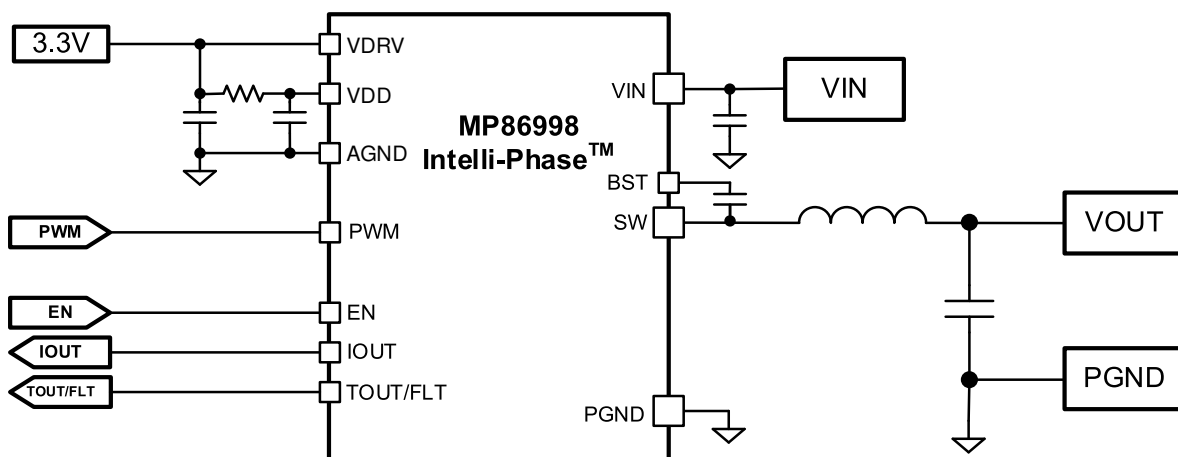 3.3V
VDRV
VDD
AGND
PWM
PWM
EN
EN
IOUT
IOUT
TOUT/FLT
TOUT/FLT
MP86998
Intelli-Phase™
VIN
VIN
BST
SW
VOUT
PGND
PGND